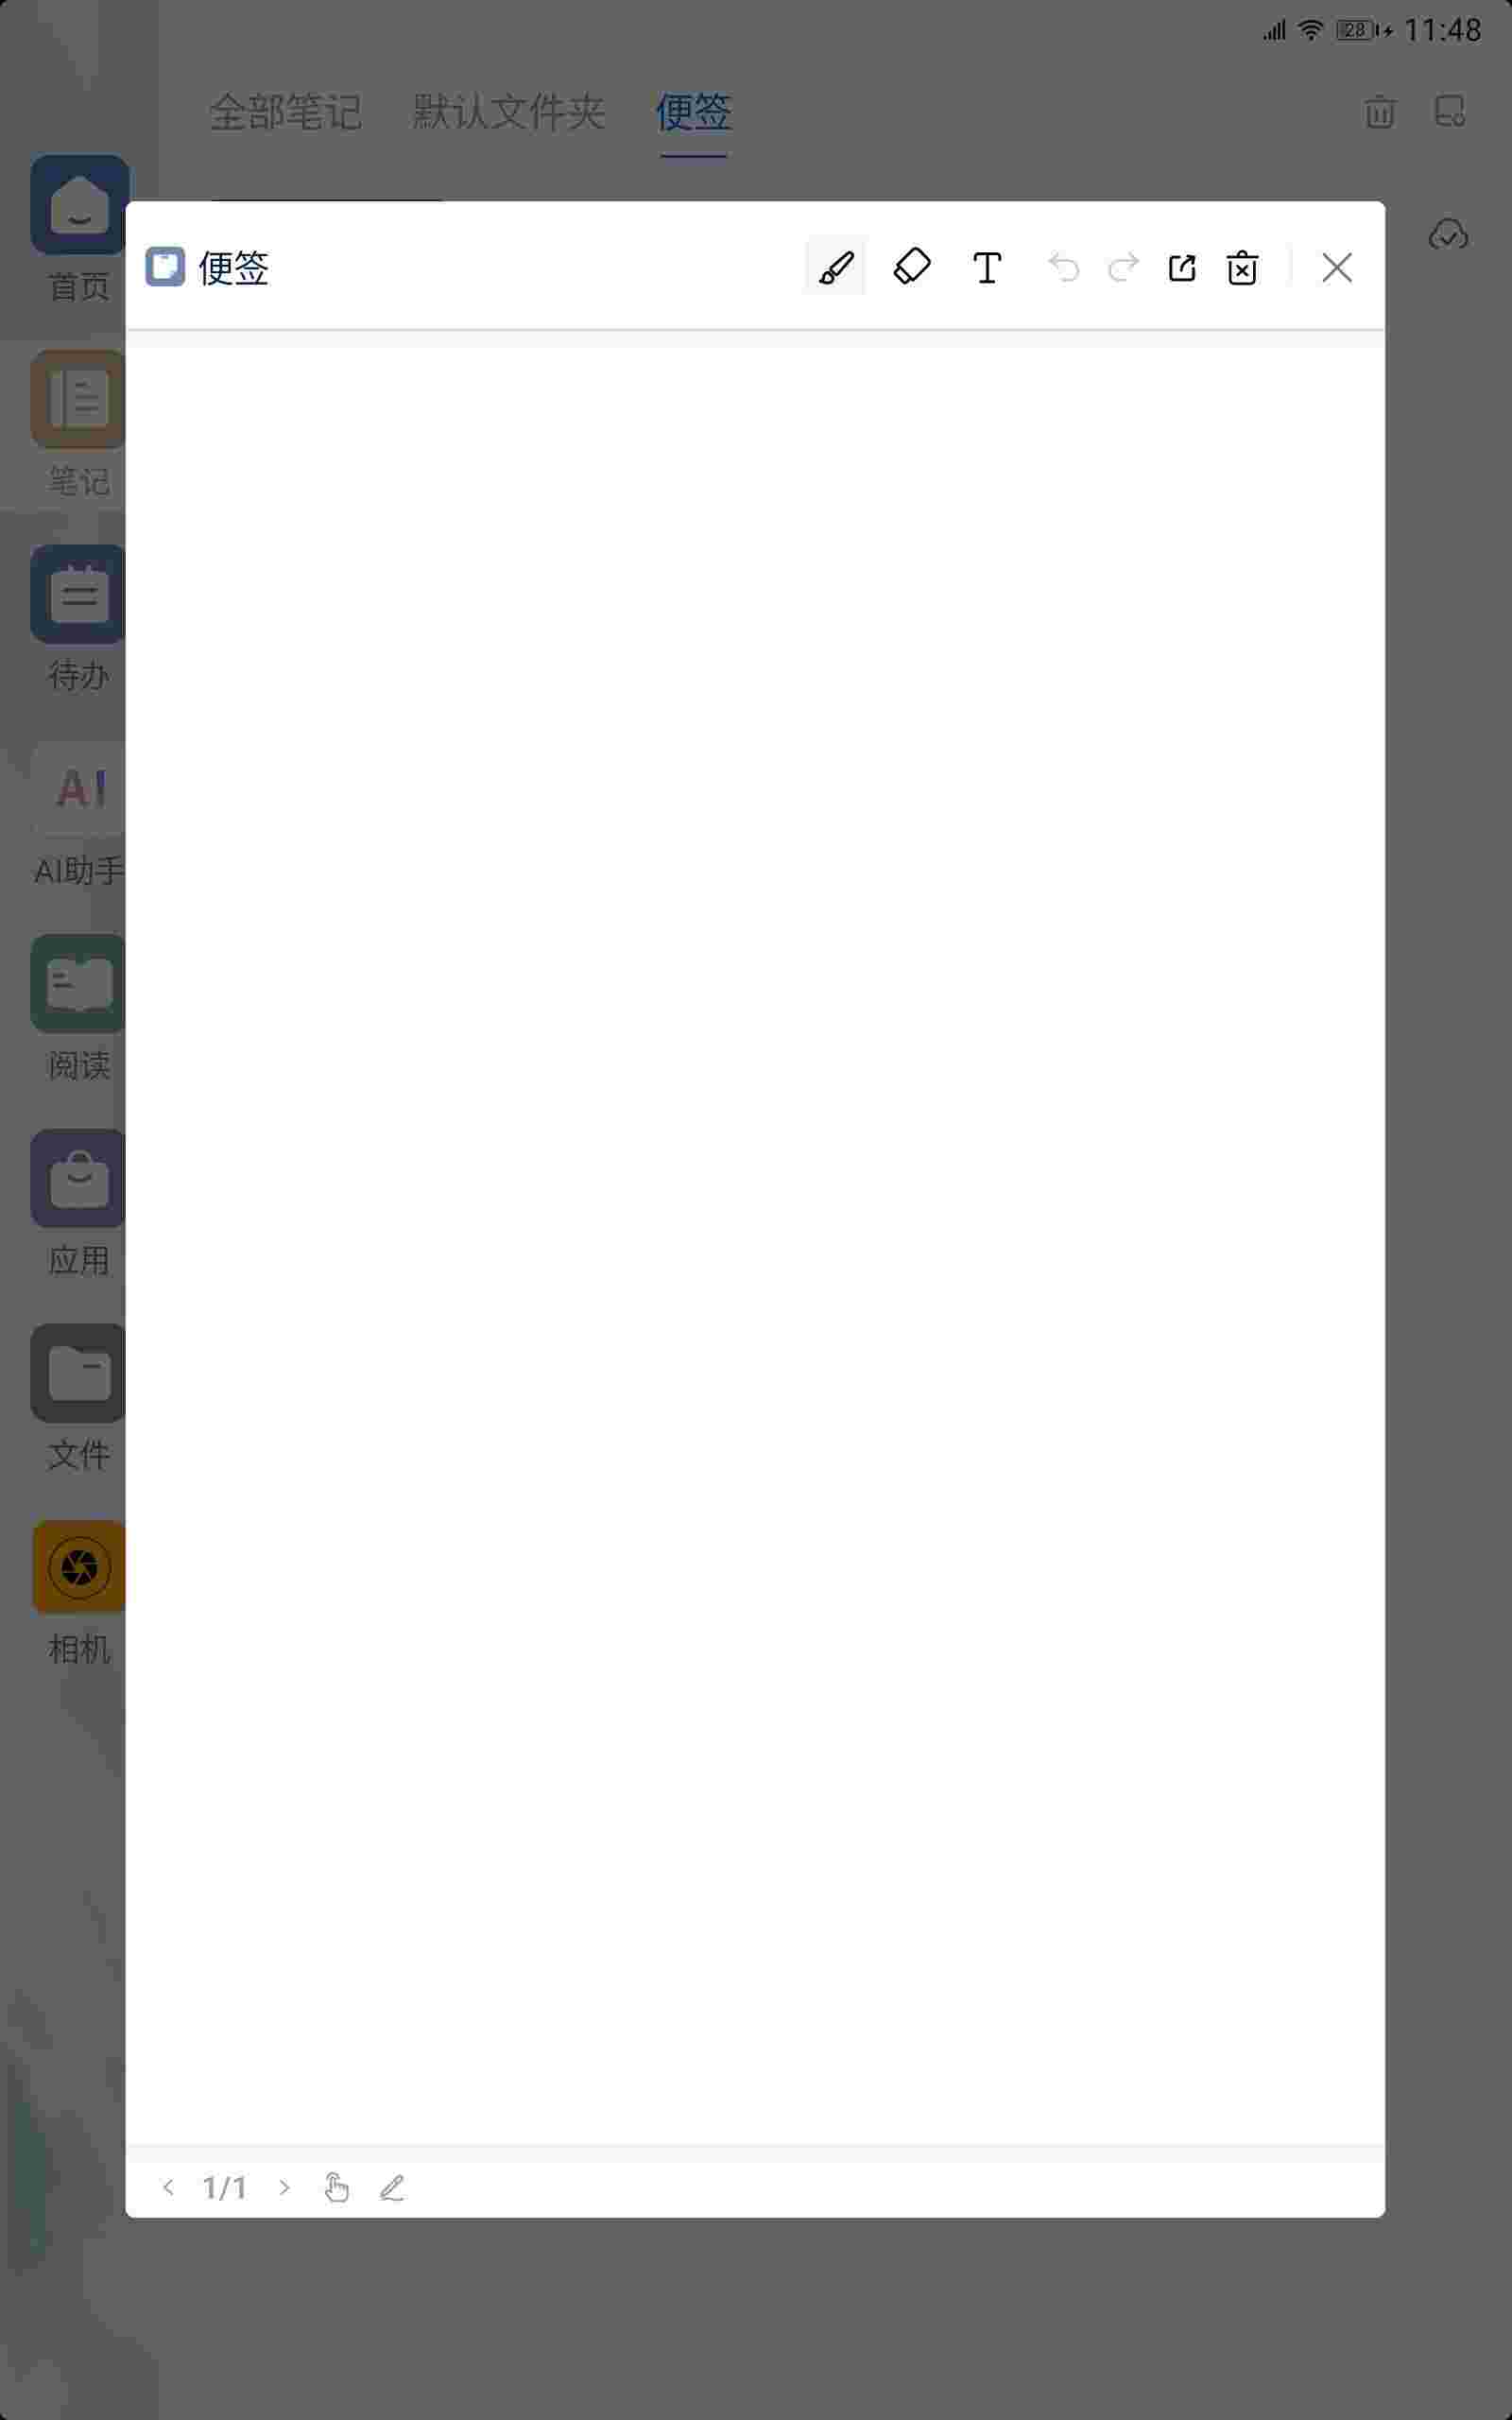 28 11:48
全部笔记 默认文件夹 便签
首页
便签
笔记
待办
AI
AI助手
阅读
应用
文件
相机
1/1